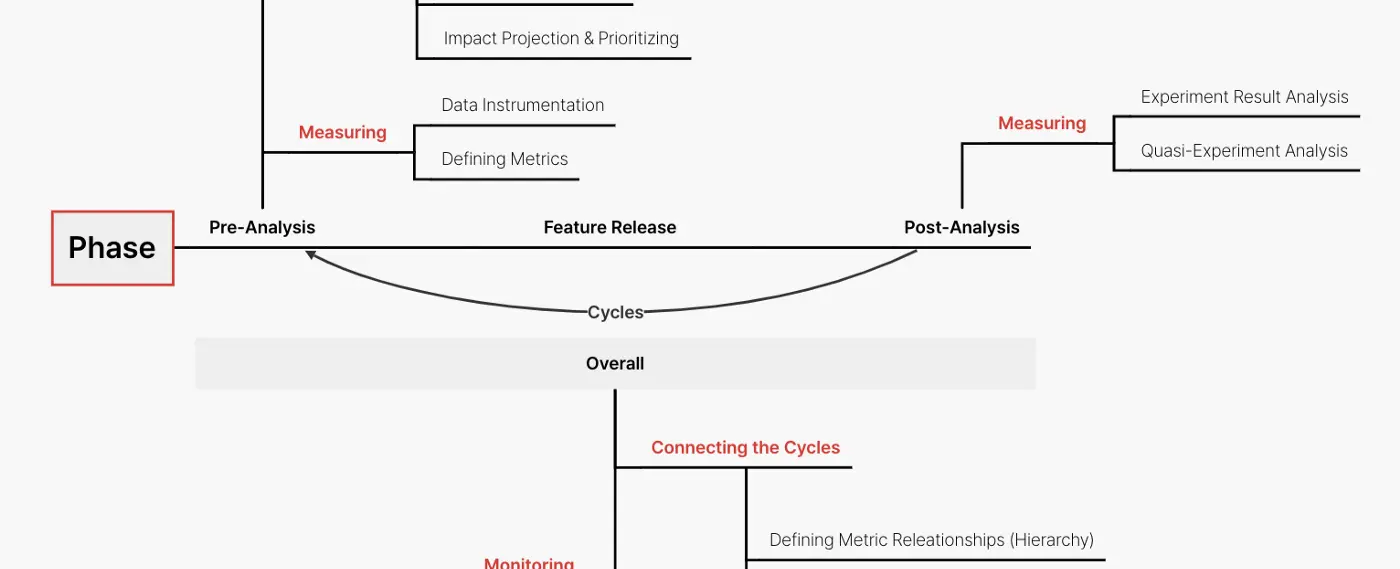 Impact Projection & Prioritizing
Data Instrumentation
Measuring
Defining Metrics
Experiment Result Analysis
Measuring
Quasi-Experiment Analysis
Phase
Pre-Analysis
Feature Release
Post-Analysis
Cycles
Overall
Connecting the Cycles
Defining Metric Releationships (Hierarchy)
Monitoring